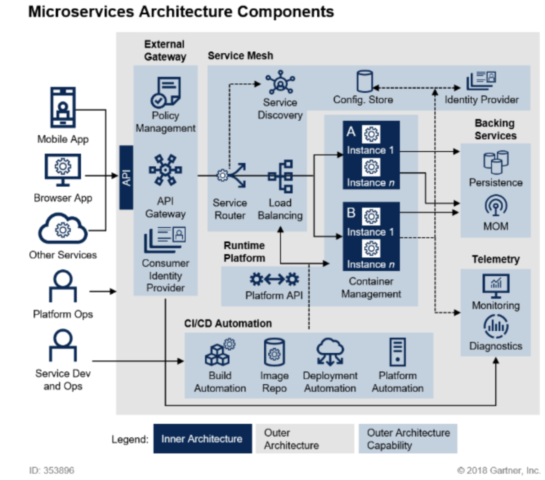 Microservices Architecture Components
External
Gateway
Service Mesh
Policy
Management
Service
Discovery
Config. Store
Identity Provider
Mobile App
Browser App
Other Services
API
API
Gateway
Service
Router
Load
Balancing
A
Instance 1
Instance n
B
Instance 1
Instance n
Container
Management
Backing
Services
Persistence
MOM
Consumer
Identity
Provider
Runtime
Platform
Platform API
Telemetry
Monitoring
Diagnostics
Platform Ops
Service Dev
and Ops
CI/CD Automation
Build
Automation
Image
Repo
Deployment
Automation
Platform
Automation
Legend:
Inner Architecture
Outer
Architecture
Outer Architecture
Capability
ID: 353896
© 2018 Gartner, Inc.